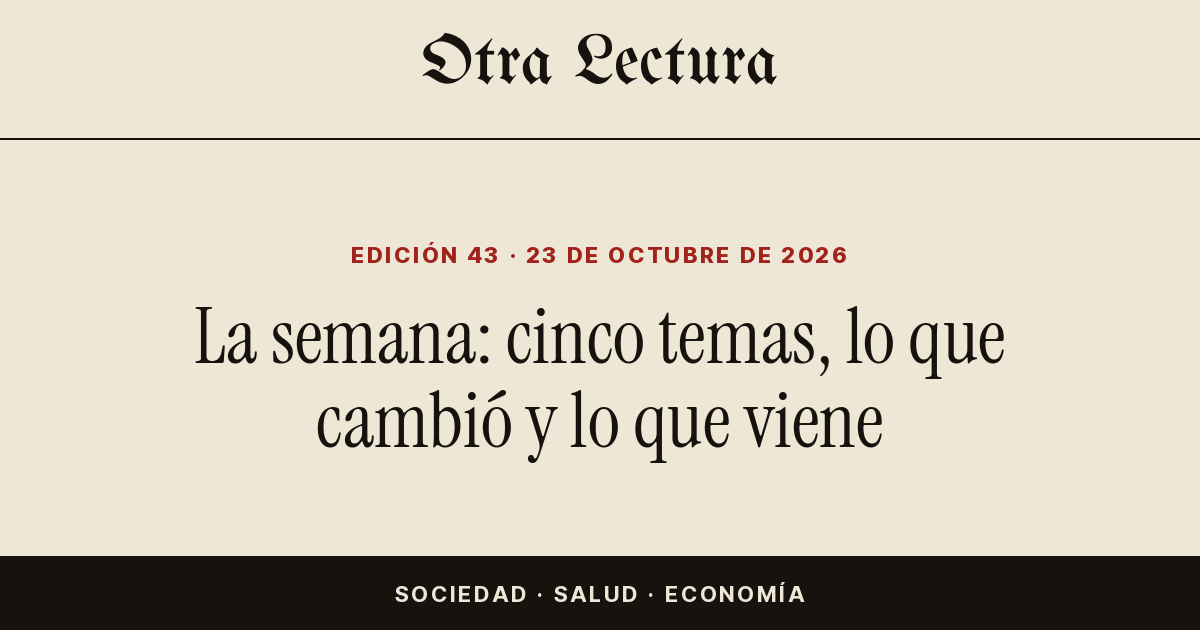 Otra Lectura
EDICIÓN 43 · 23 DE OCTUBRE DE 2026
La semana: cinco temas, lo que
cambió y lo que viene
SOCIEDAD · SALUD · ECONOMÍA